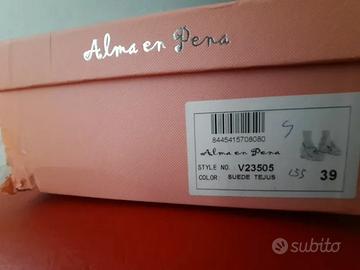 Alma en Pena
8445415708080
Alma en Pena
STYLE NO. V23505
COLOR: SUEDE TEJUS
39
subito